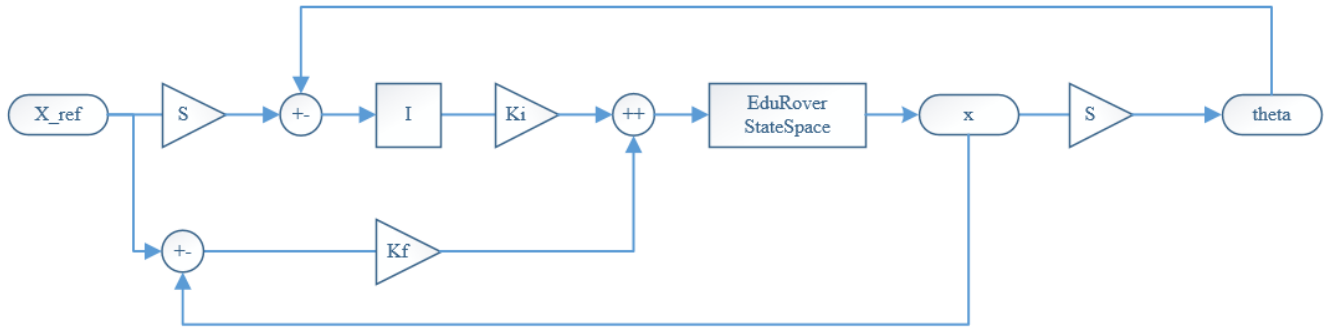 X_ref
S
+-
I
Ki
++
EduRover
StateSpace
x
S
theta
+-
Kf